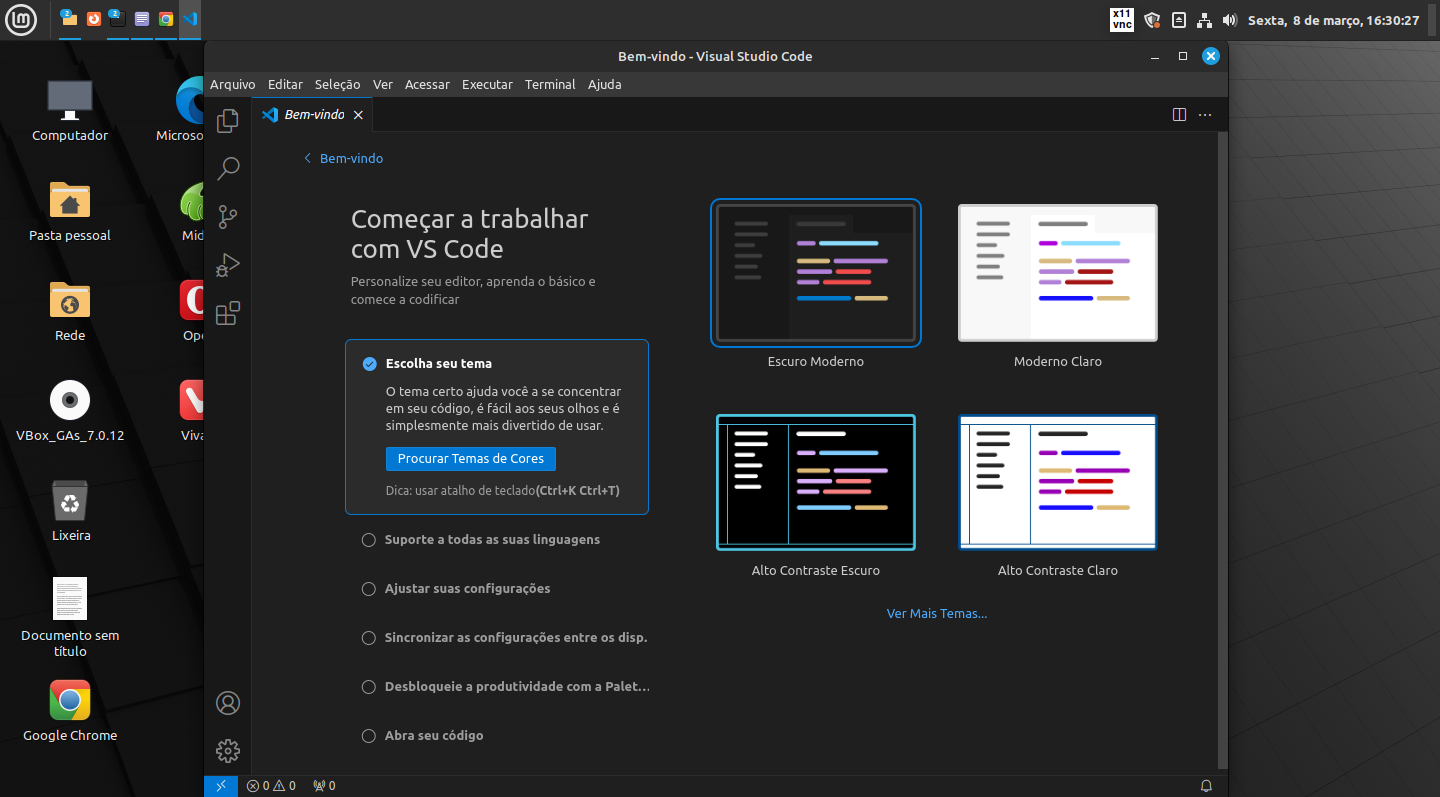 2
2
x11
vnc
Sexta, 8 de março, 16:30:27
Bem-vindo - Visual Studio Code
Arquivo Editar Seleção Ver Acessar Executar Terminal Ajuda
Bem-vindo
Bem-vindo
Começar a trabalhar
com VS Code
Personalize seu editor, aprenda o básico e
comece a codificar
Escolha seu tema
O tema certo ajuda você a se concentrar
em seu código, é fácil aos seus olhos e é
simplesmente mais divertido de usar.
Procurar Temas de Cores
Dica: usar atalho de teclado(Ctrl+K Ctrl+T)
Suporte a todas as suas linguagens
Ajustar suas configurações
Sincronizar as configurações entre os disp.
Desbloqueie a produtividade com a Palet...
Abra seu código
Escuro Moderno
Moderno Claro
Alto Contraste Escuro
Alto Contraste Claro
Ver Mais Temas...
0 0 0
Computador
Microso
Pasta pessoal
Mid
Rede
Ope
VBox_GAs_7.0.12
Viva
Lixeira
Documento sem
título
Google Chrome